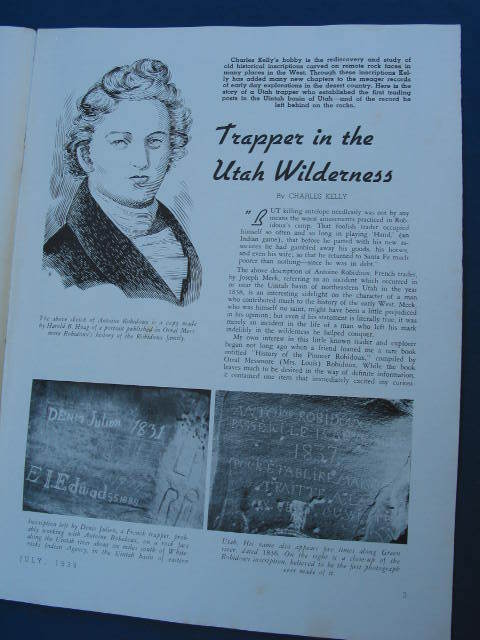 Charles Kelly's hobby is the rediscovery and study of
old historical inscriptions carved on remote rock faces in
many places in the West. Through these inscriptions Kel-
ly has added many new chapters to the meager records
of early day explorations in the desert country. Here is the
story of a Utah trapper who established the first trading
posts in the Uintah basin of Utah—and of the record he
left behind on the rocks.
Trapper in the
Utah Wilderness
By CHARLES KELLY
"BUT killing antelope needlessly was not by any
means the worst amusement practiced in Rob-
idoux's camp. That foolish trader occupied
himself so often and so long in playing 'Hand,' (an
Indian game), that before he parted with his new as-
sociates he had gambled away his goods, his horses,
and even his wife, so that he returned to Santa Fe much
poorer than nothing—since he was in debt."
The above description of Antoine Robidoux, French trader,
by Joseph Meek, referring to an incident which occurred in
or near the Uintah basin of northeastern Utah in the year
1838, is an interesting sidelight on the character of a man
who contributed much to the history of the early West. Meek
who was himself no saint, might have been a little prejudiced
in his opinion; but even if his statement is literally true, it was
merely an incident in the life of a man who left his mark
indelibly in the wilderness he helped conquer.
My own interest in this little known trader and explorer
began not long ago when a friend loaned me a rare book
entitled "History of the Pioneer Robidoux," compiled by
Orral Messmore (Mrs. Louis) Robidoux. While the book
leaves much to be desired in the way of definite information,
it contained one item that immediately excited my curiosi-
The above sketch of Antoine Robidoux is a copy made
by Harold B. Hoag of a portrait published in Orral Mess-
more Robidoux's history of the Robidoux family.
Denis Julien
1831
E J Edwads 1880
ANTOINE ROBIDOUX
PASSE ICI LE
1837
Inscription left by Denis Julien, a French trapper, prob-
ably working with Antoine Robidoux, on a rock face
along the Uintah river about six miles south of White-
rocks Indian Agency, in the Uintah basin of eastern
Utah. His name also appears five times along Green
river dated 1836. On the right is a close-up of the
Robidoux inscription, believed to be the first photograph
ever made of it.
JULY, 1939
3